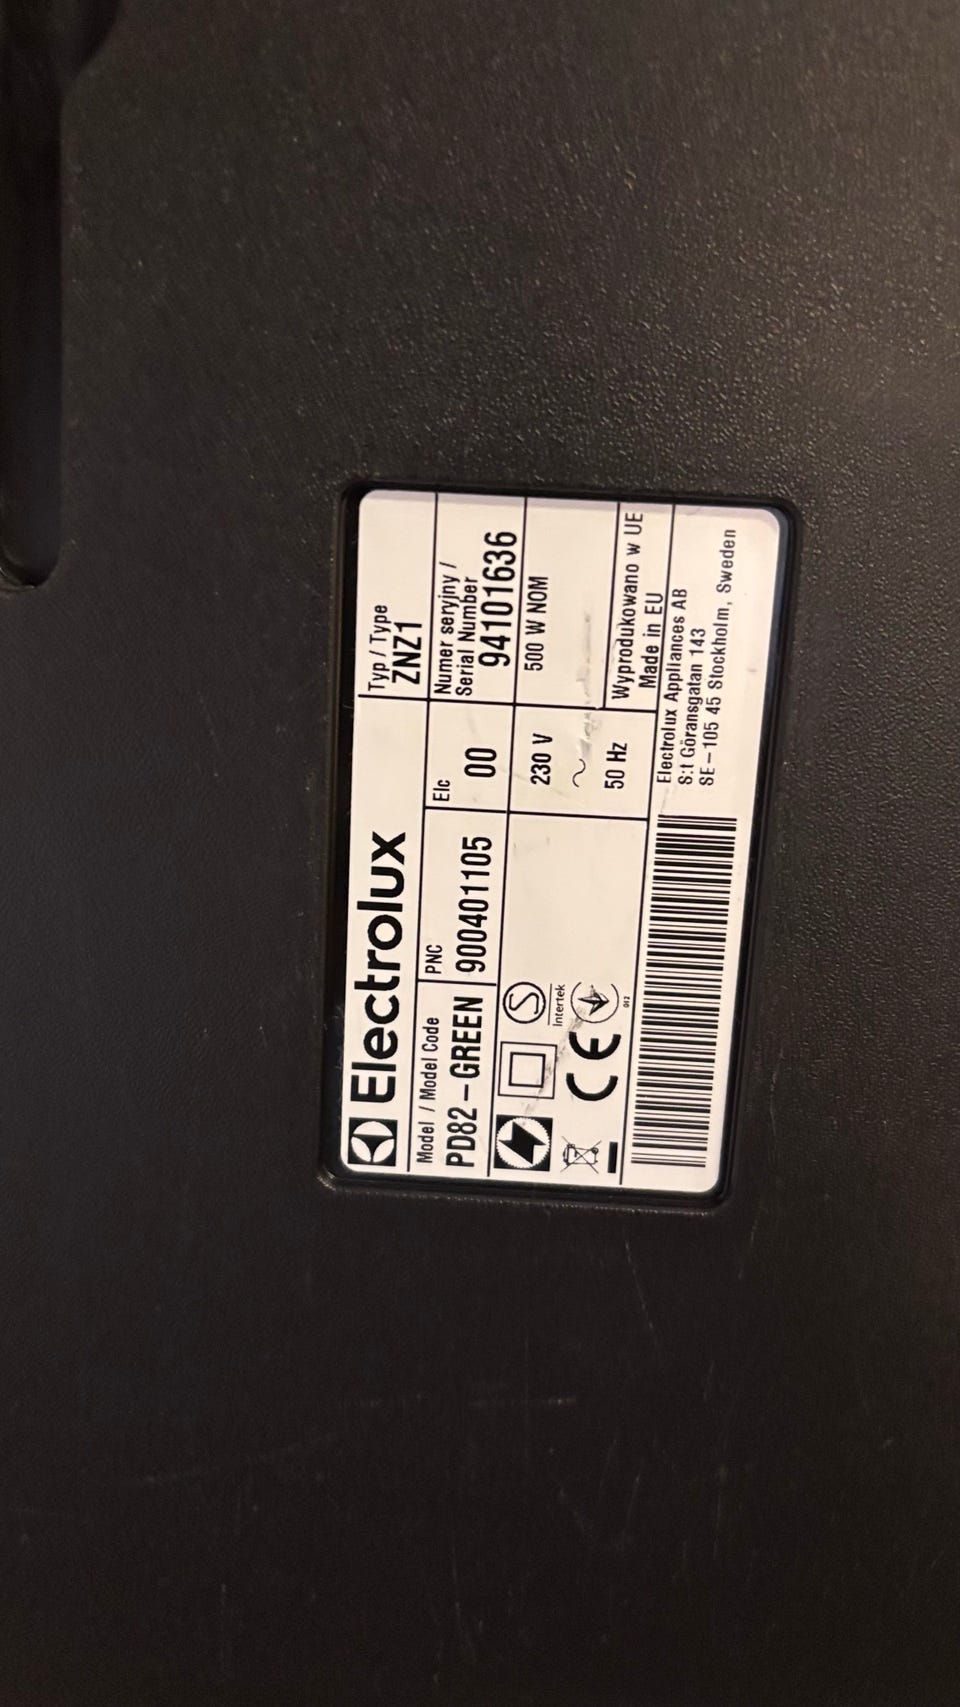 Electrolux
Typ / Type
ZNZ1
Model / Model Code
PD82-GREEN
PNC
900401105
Elc
00
Numer seryjny /
Serial Number
94101636
230 V
~
50 Hz
500 W NOM
S
Intertek
CE
012
Wyprodukowano w UE
Made in EU
Electrolux Appliances AB
S:t Göransgatan 143
SE-105 45 Stockholm, Sweden